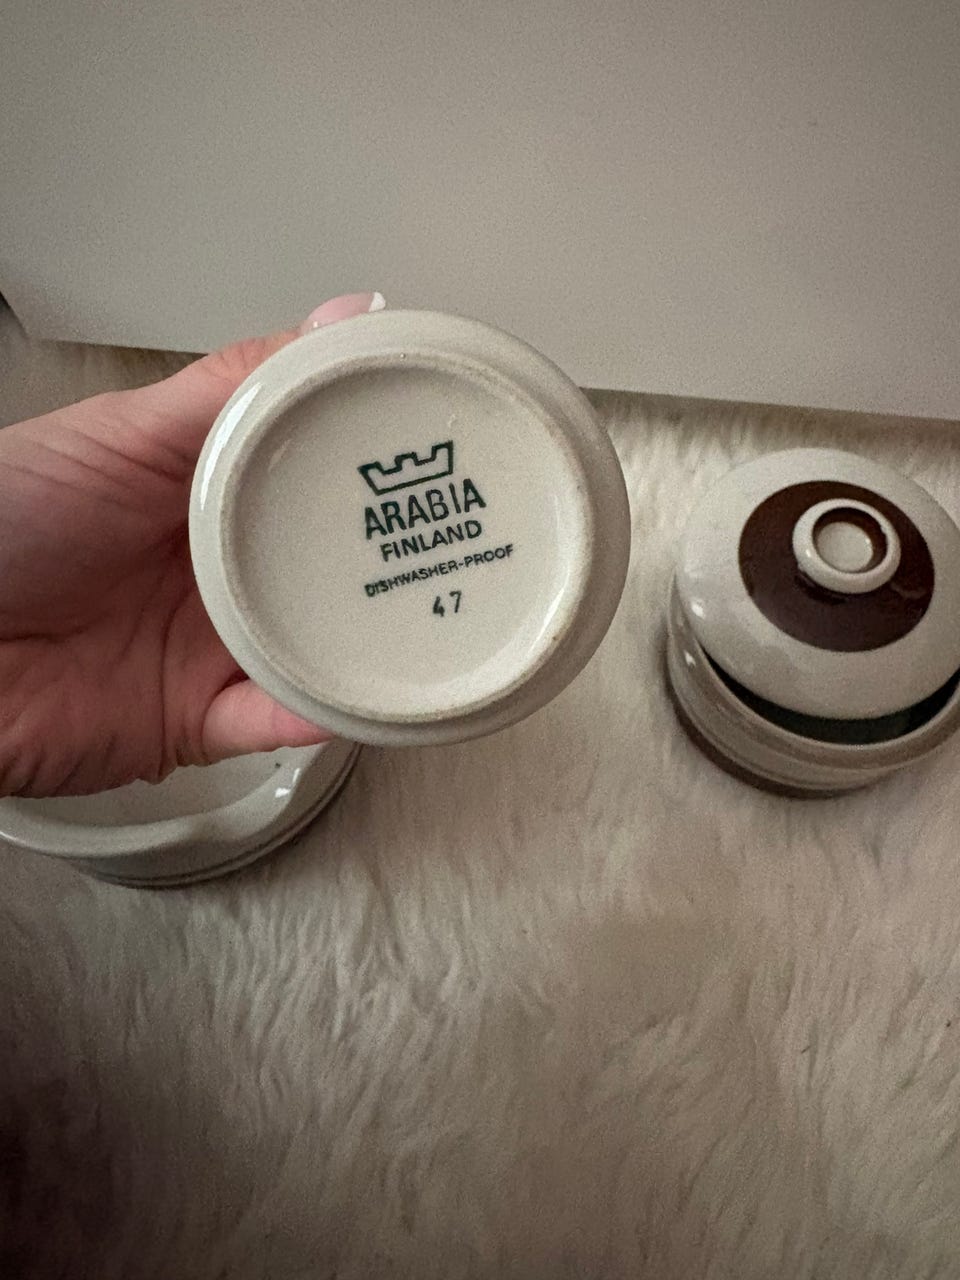 ARABIA
FINLAND
DISHWASHER-PROOF
47